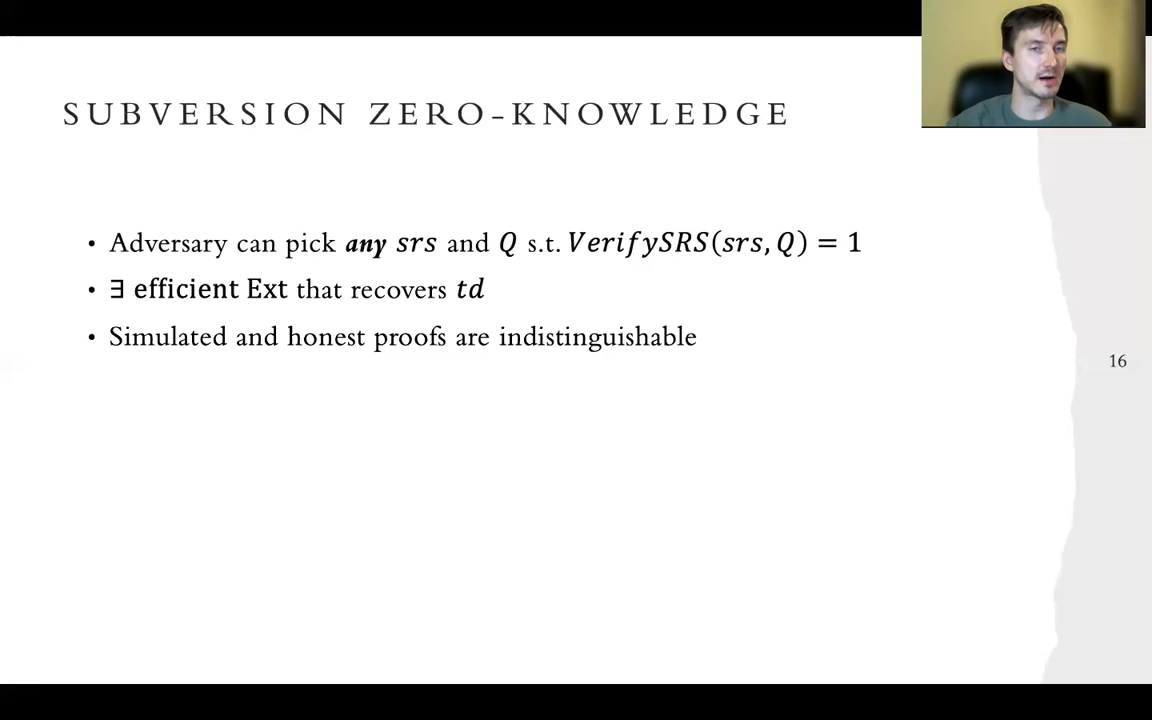 SUBVERSION ZERO-KNOWLEDGE
• Adversary can pick any srs and Q s.t. VerifySRS(srs, Q) = 1
• ∃ efficient Ext that recovers td
• Simulated and honest proofs are indistinguishable
16